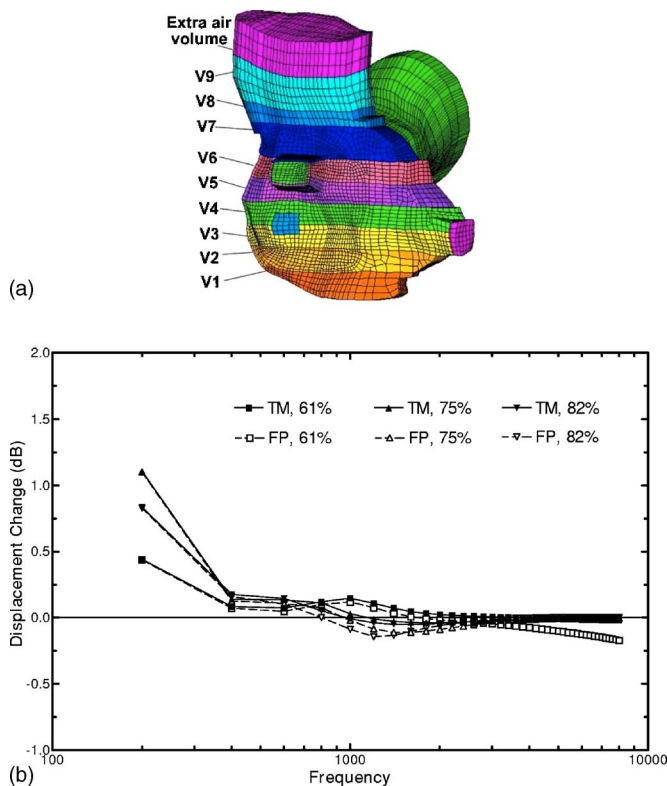 Extra air
volume
V9
V8
V7
V6
V5
V4
V3
V2
V1
(a)
2.0
1.5
1.0
0.5
0.0
-0.5
-1.0
Displacement Change (dB)
TM, 61% TM, 75% TM, 82%
FP, 61% FP, 75% FP, 82%
100 1000 10000
Frequency
(b)